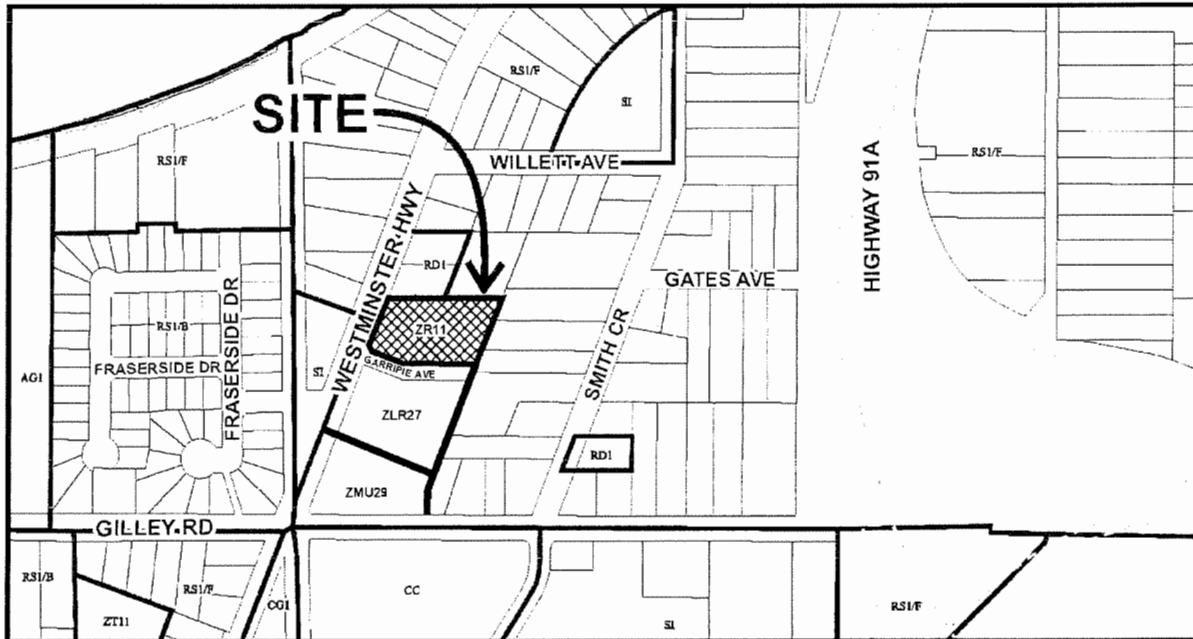 RS1/F
SI
SITE
RS1/F
WILLETT AVE
RS1/F
HIGHWAY 91A
WESTMINSTER HWY
RD1
GATES AVE
FRASERSIDE DR
RS1/B
ZR11
FRASERSIDE DR
AG1
SI
GARRIPIE AVE
SMITH CR
ZLR27
RD1
ZMU29
GILLEY RD
RS1/B
RS1/F
CG1
CC
SI
RS1/F
ZT11